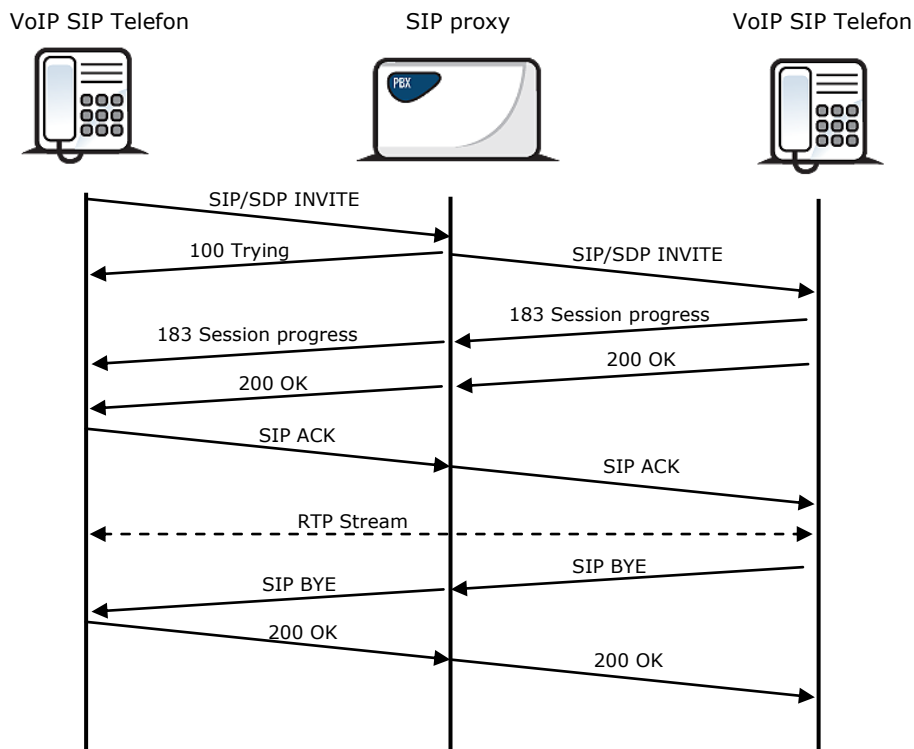 VoIP SIP Telefon
SIP proxy
VoIP SIP Telefon
PBX
SIP/SDP INVITE
100 Trying
SIP/SDP INVITE
183 Session progress
183 Session progress
200 OK
200 OK
SIP ACK
SIP ACK
RTP Stream
SIP BYE
SIP BYE
200 OK
200 OK